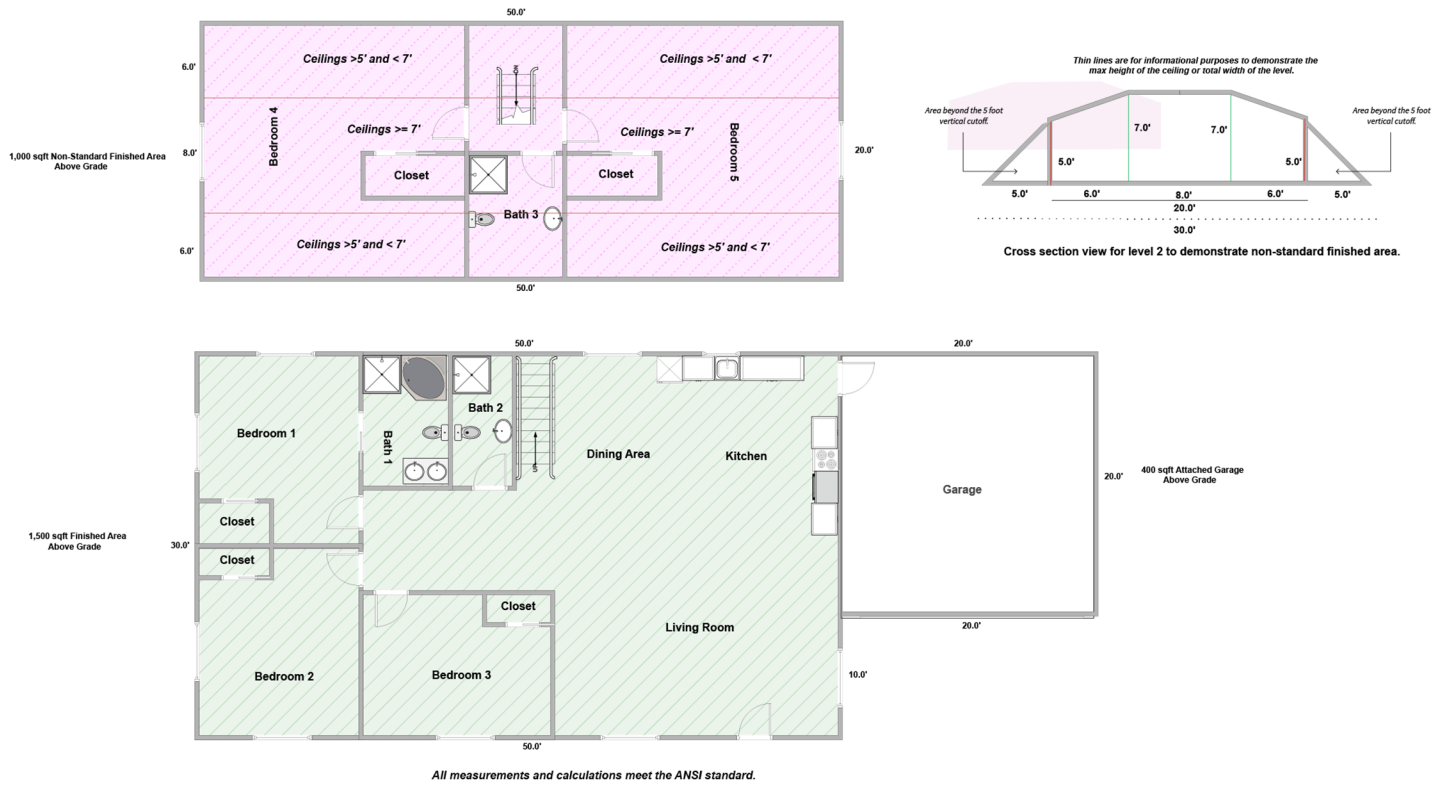 50.0'
6.0'
Ceilings >5' and < 7'
Ceilings >5' and < 7'
DN
Bedroom 4
Ceilings >= 7'
Ceilings >= 7'
Bedroom 5
1,000 sqft Non-Standard Finished Area
Above Grade
8.0'
20.0'
Closet
Closet
Bath 3
6.0'
Ceilings >5' and < 7'
Ceilings >5' and < 7'
50.0'
Thin lines are for informational purposes to demonstrate the
max height of the ceiling or total width of the level.
Area beyond the 5 foot
vertical cutoff.
Area beyond the 5 foot
vertical cutoff.
7.0'
7.0'
5.0'
5.0'
5.0'
6.0'
8.0'
6.0'
5.0'
20.0'
30.0'
Cross section view for level 2 to demonstrate non-standard finished area.
50.0'
20.0'
Bedroom 1
Bath 1
Bath 2
UP
Dining Area
Kitchen
Garage
20.0'
400 sqft Attached Garage
Above Grade
Closet
1,500 sqft Finished Area
Above Grade
30.0'
Closet
Closet
Living Room
20.0'
Bedroom 2
Bedroom 3
10.0'
50.0'
All measurements and calculations meet the ANSI standard.